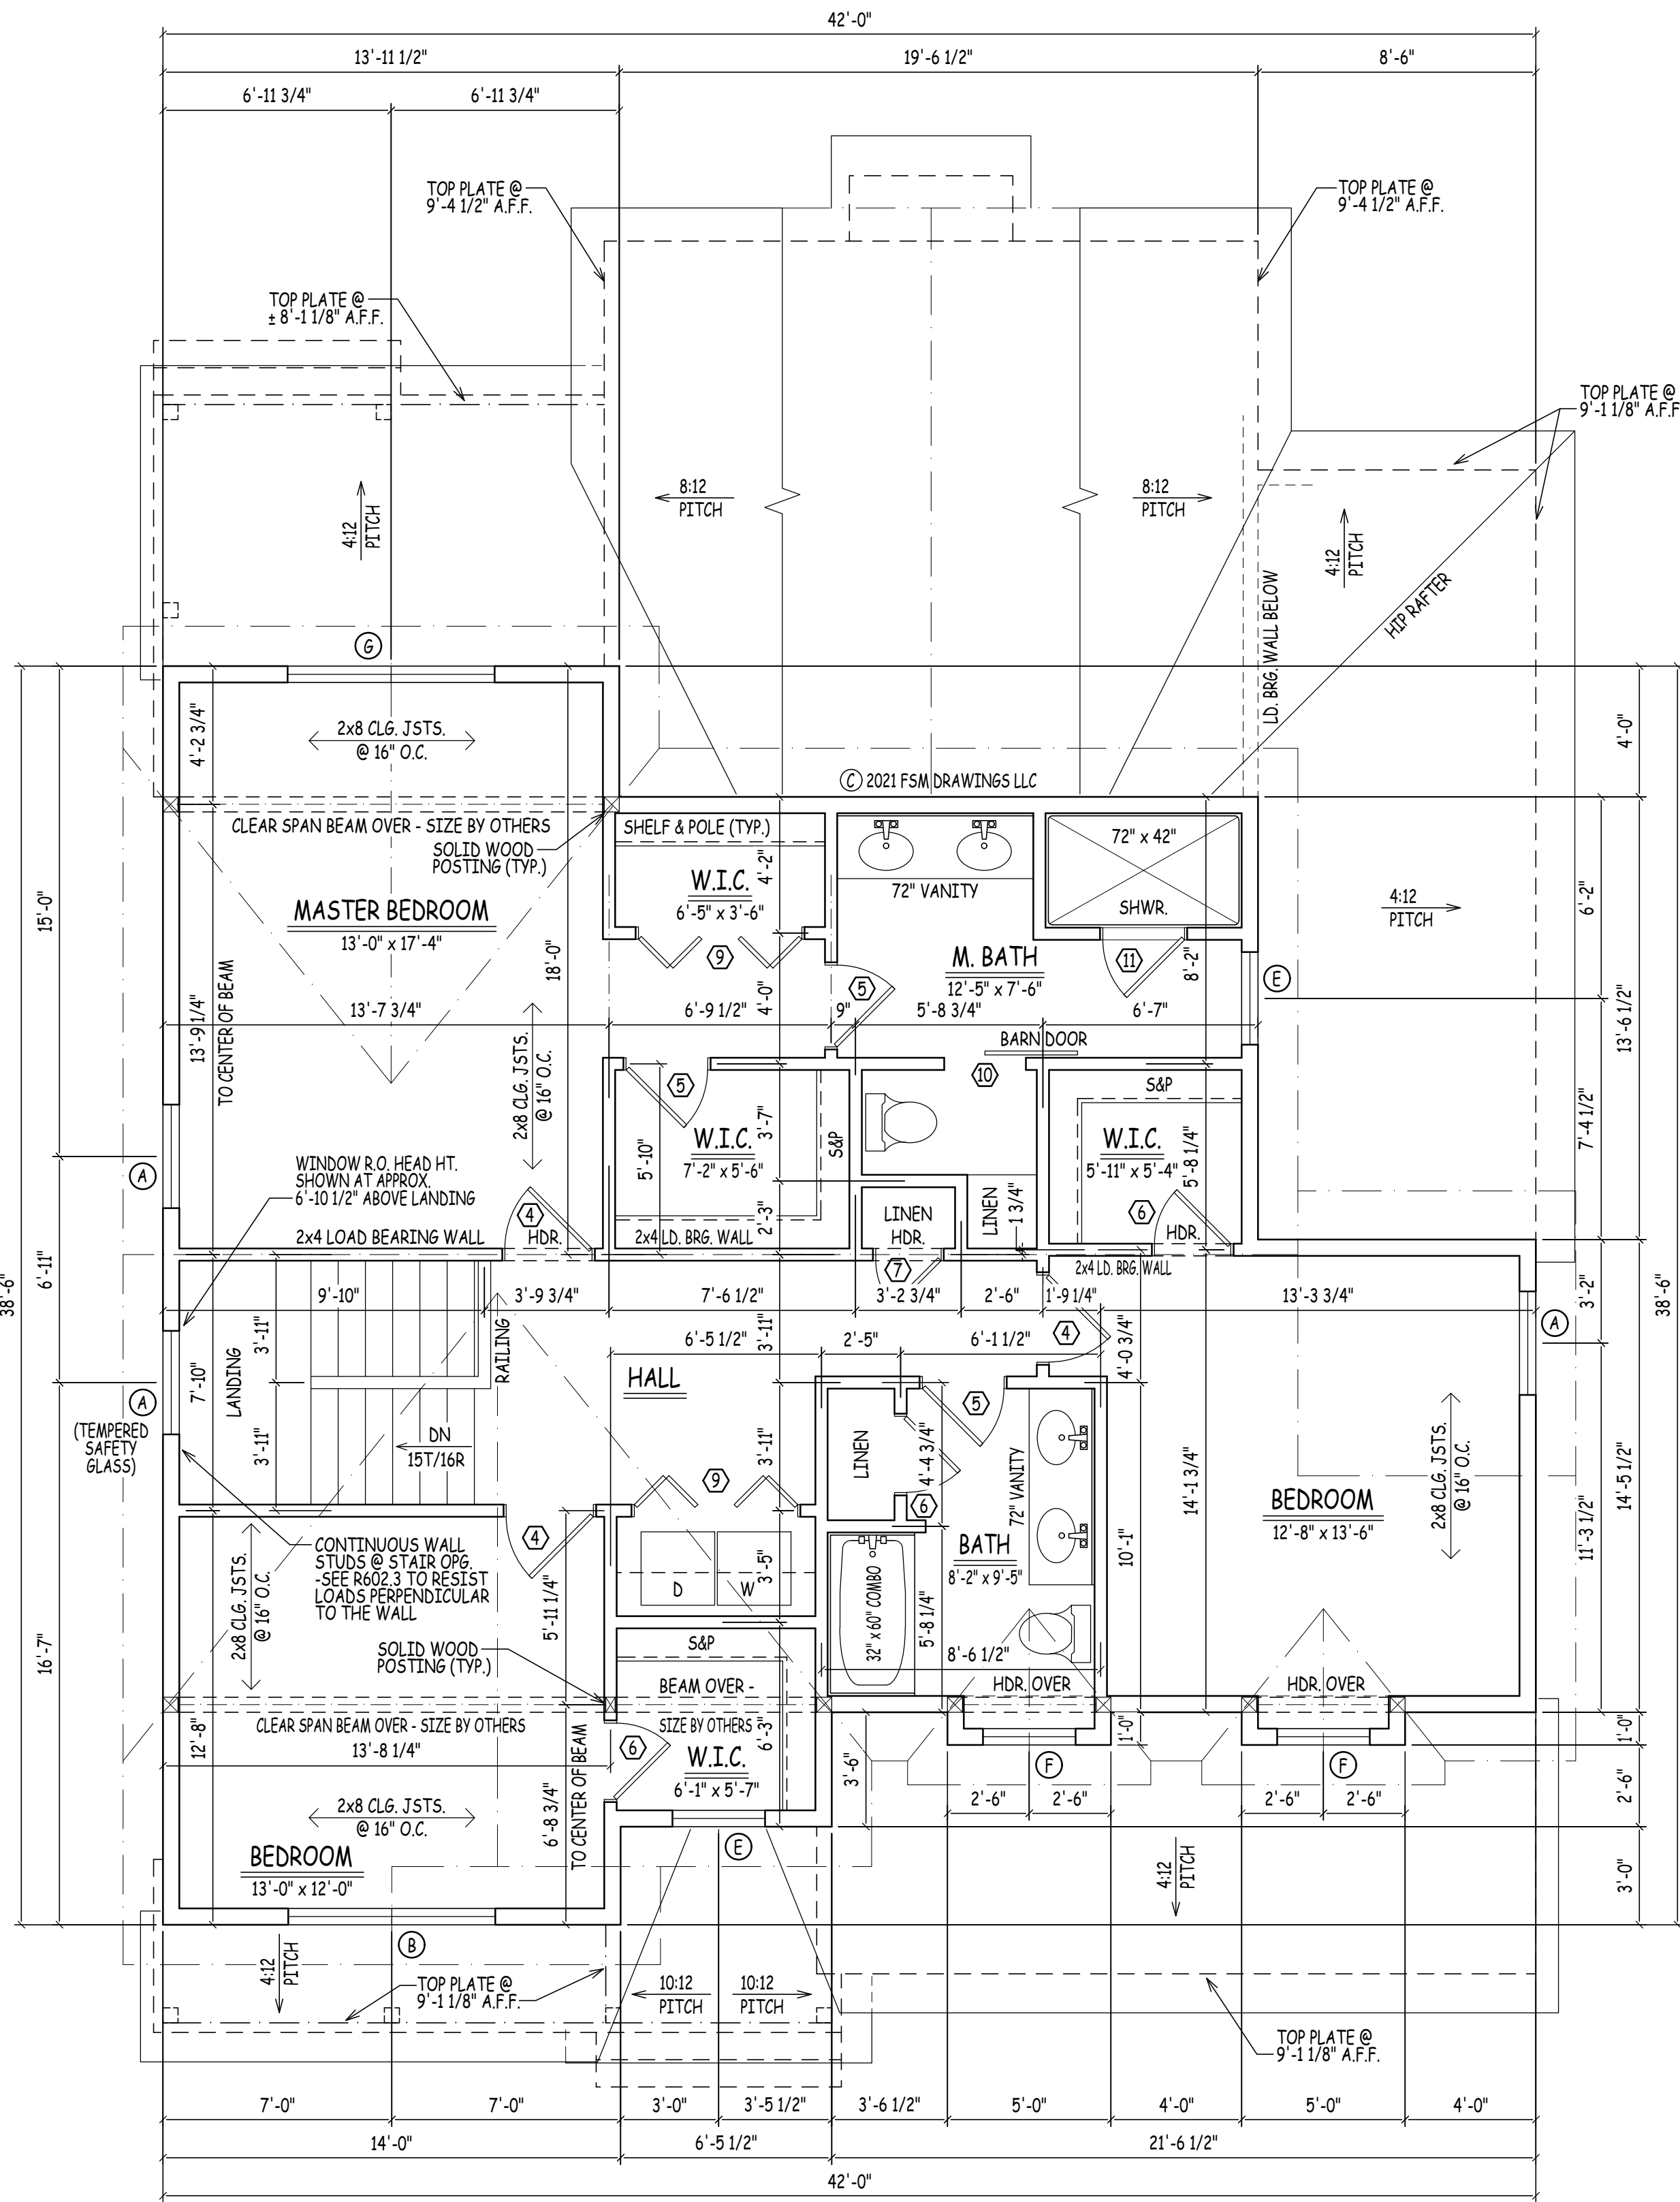 42'-0"
13'-11 1/2"
19'-6 1/2"
8'-6"
6'-11 3/4"
6'-11 3/4"
TOP PLATE @
9'-4 1/2" A.F.F.
TOP PLATE @
9'-4 1/2" A.F.F.
TOP PLATE @
± 8'-1 1/8" A.F.F.
TOP PLATE @
9'-1 1/8" A.F.F
8:12
PITCH
8:12
PITCH
4:12
PITCH
4:12
PITCH
HIP RAFTER
LD. BRG. WALL BELOW
G
4'-2 3/4"
2x8 CLG. JSTS.
@ 16" O.C.
4'-0"
© 2021 FSM DRAWINGS LLC
CLEAR SPAN BEAM OVER - SIZE BY OTHERS
SOLID WOOD
POSTING (TYP.)
SHELF & POLE (TYP.)
4'-2"
W.I.C.
6'-5" x 3'-6"
72" VANITY
72" x 42"
SHWR.
15'-0"
MASTER BEDROOM
13'-0" x 17'-4"
18'-0"
4:12
PITCH
6'-2"
9
5
M. BATH
12'-5" x 7'-6"
11
8'-2"
E
13'-9 1/4"
TO CENTER OF BEAM
13'-7 3/4"
6'-9 1/2"
4'-0"
9"
5'-8 3/4"
6'-7"
13'-6 1/2"
2x8 CLG. JSTS.
@ 16" O.C.
BARN DOOR
10
5
S&P
3'-7"
W.I.C.
7'-2" x 5'-6"
5'-10"
S&P
W.I.C.
5'-11" x 5'-4"
5'-8 1/4"
7'-4 1/2"
A
WINDOW R.O. HEAD HT.
SHOWN AT APPROX.
6'-10 1/2" ABOVE LANDING
2x4 LOAD BEARING WALL
4
HDR.
2x4 LD. BRG. WALL
2'-3"
LINEN
HDR.
LINEN
1 3/4"
6
HDR.
7
2x4 LD. BRG. WALL
6'-11"
38'-6"
9'-10"
3'-9 3/4"
7'-6 1/2"
3'-2 3/4"
2'-6"
1'-9 1/4"
13'-3 3/4"
3'-2"
38'-6"
3'-11"
RAILING
6'-5 1/2"
3'-11"
2'-5"
6'-1 1/2"
4
4'-0 3/4"
A
7'-10"
LANDING
HALL
A
(TEMPERED
SAFETY
GLASS)
5
3'-11"
DN
15T/16R
3'-11"
LINEN
4'-4 3/4"
72" VANITY
14'-1 3/4"
2x8 CLG. JSTS.
@ 16" O.C.
14'-5 1/2"
9
6
BEDROOM
12'-8" x 13'-6"
11'-3 1/2"
CONTINUOUS WALL
STUDS @ STAIR OPG.
-SEE R602.3 TO RESIST
LOADS PERPENDICULAR
TO THE WALL
4
BATH
8'-2" x 9'-5"
10'-1"
2x8 CLG. JSTS.
@ 16" O.C.
D
W
3'-5"
32" x 60" COMBO
5'-8 1/4"
5'-11 1/4"
16'-7"
SOLID WOOD
POSTING (TYP.)
S&P
8'-6 1/2"
BEAM OVER -
HDR. OVER
HDR. OVER
12'-8"
CLEAR SPAN BEAM OVER - SIZE BY OTHERS
13'-8 1/4"
SIZE BY OTHERS
6'-3"
1'-0"
1'-0"
6
W.I.C.
6'-1" x 5'-7"
3'-6"
F
F
2'-6"
2'-6"
2'-6"
2'-6"
2'-6"
2x8 CLG. JSTS.
@ 16" O.C.
6'-8 3/4"
TO CENTER OF BEAM
BEDROOM
13'-0" x 12'-0"
E
4:12
PITCH
3'-0"
B
4:12
PITCH
TOP PLATE @
9'-1 1/8" A.F.F.
10:12
PITCH
10:12
PITCH
TOP PLATE @
9'-1 1/8" A.F.F.
7'-0"
7'-0"
3'-0"
3'-5 1/2"
3'-6 1/2"
5'-0"
4'-0"
5'-0"
4'-0"
14'-0"
6'-5 1/2"
21'-6 1/2"
42'-0"